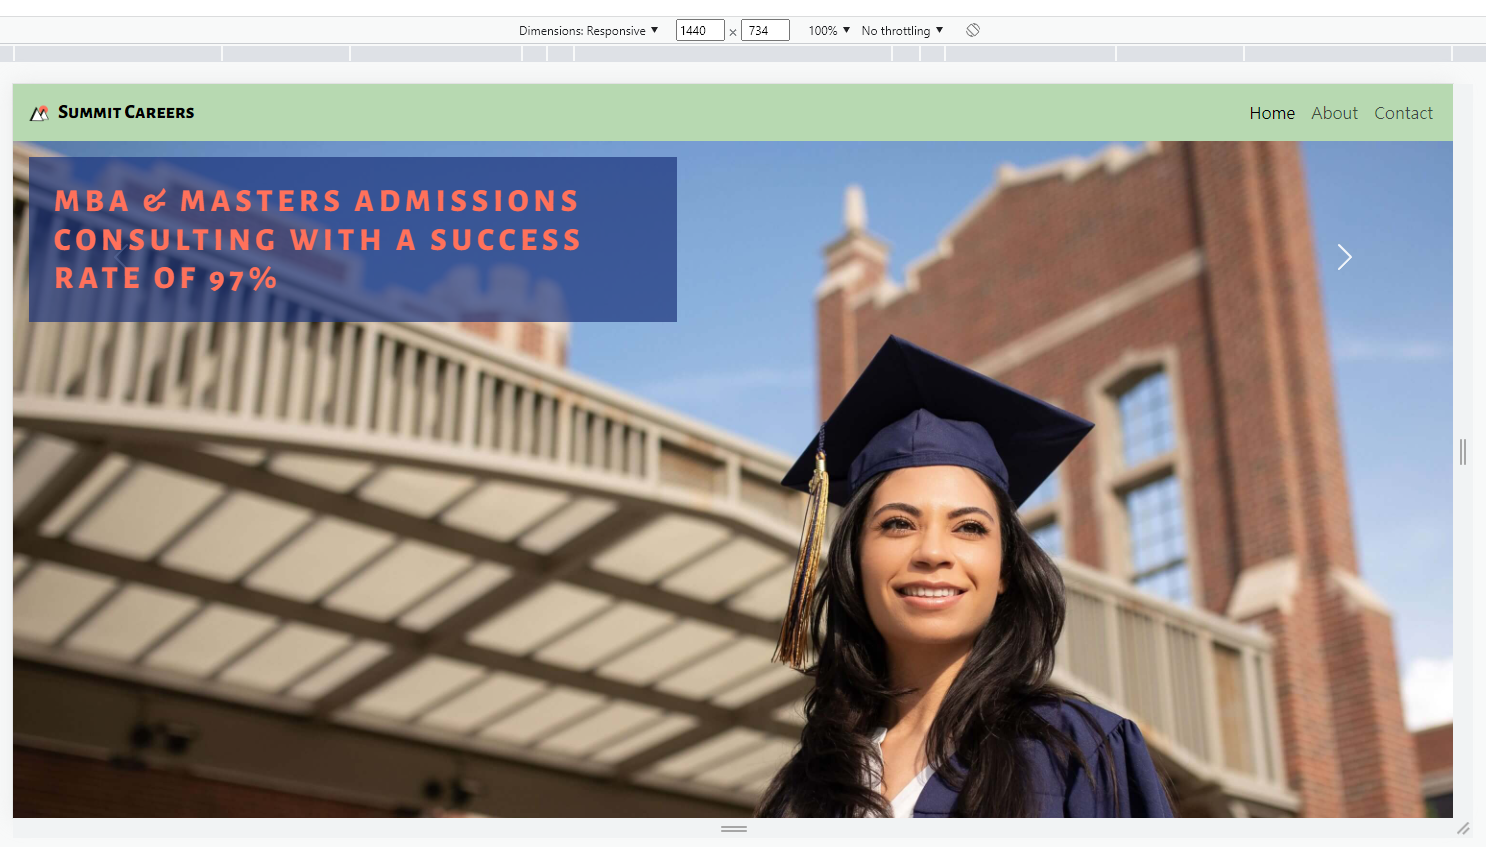 Dimensions: Responsive ▼ 1440 × 734 100% ▼ No throttling ▼
Summit Careers Home About Contact
MBA & MASTERS ADMISSIONS
CONSULTING WITH A SUCCESS
RATE OF 97%